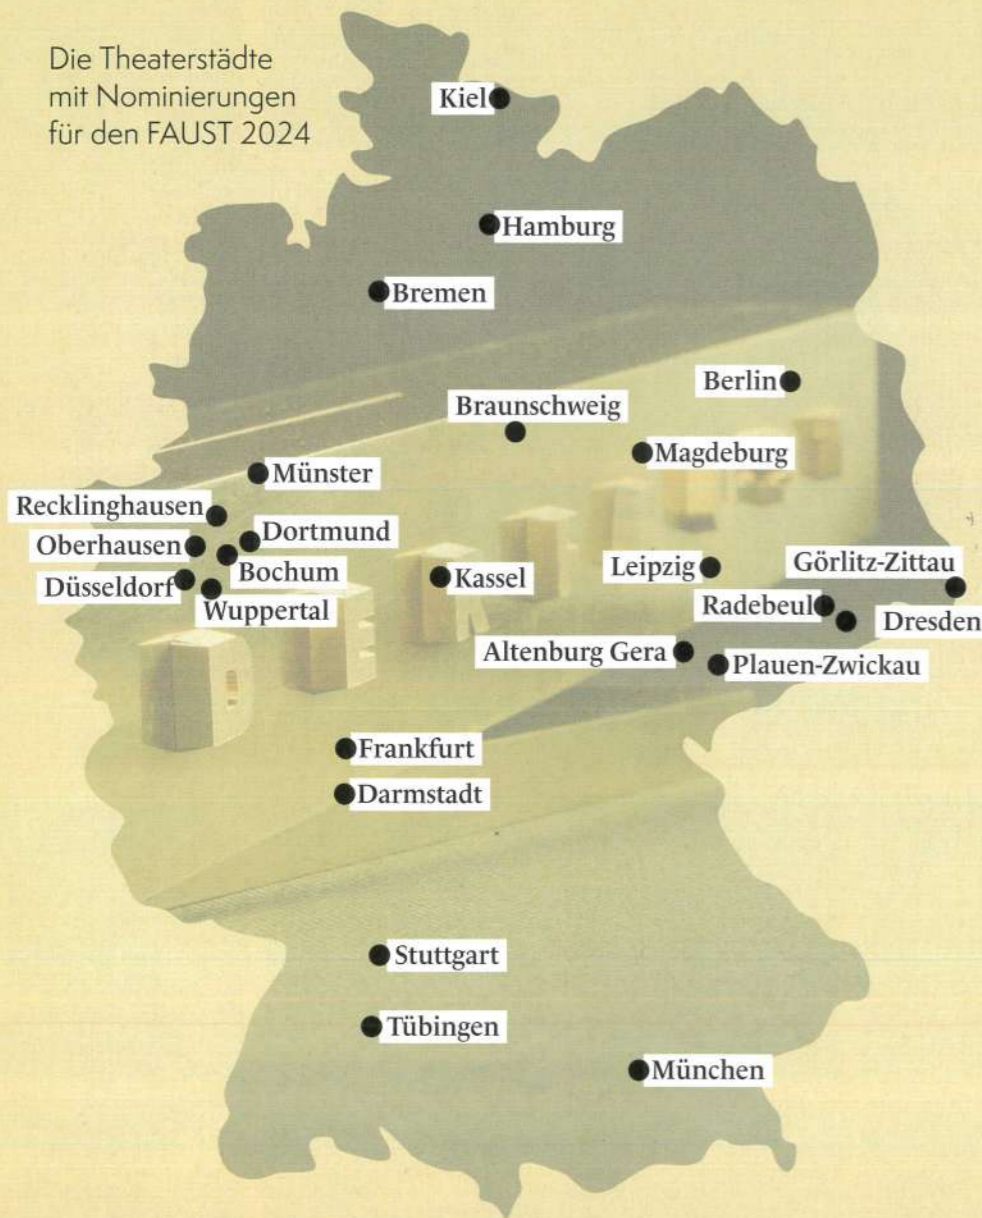 Die Theaterstädte
mit Nominierungen
für den FAUST 2024
Kiel
Hamburg
Bremen
Berlin
Braunschweig
Magdeburg
Münster
Recklinghausen
Dortmund
Oberhausen
Bochum
Düsseldorf
Wuppertal
Kassel
Leipzig
Görlitz-Zittau
Radebeul
Dresden
Altenburg Gera
Plauen-Zwickau
Frankfurt
Darmstadt
Stuttgart
Tübingen
München